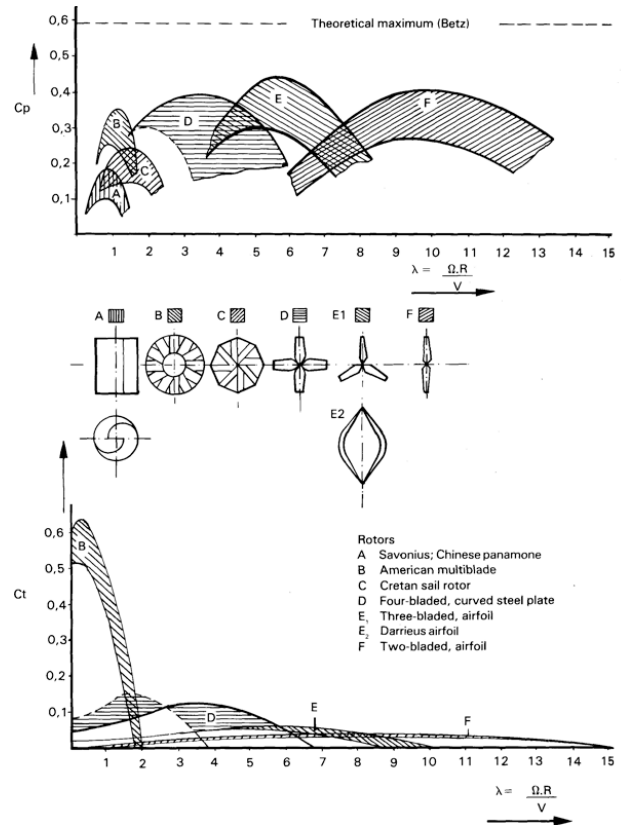 0,6
Theoretical maximum (Betz)
0,5
Cp
0,4
E
B
D
F
0,3
0,2
C
A
0,1
1 2 3 4 5 6 7 8 9 10 11 12 13 14 15
λ = Ω.R
V
A B C D E1 F
E2
0,6
B
0,5
Ct
0,4
0,3
0,2
0,1
D
E
F
Rotors
A Savonius; Chinese panamone
B American multiblade
C Cretan sail rotor
D Four-bladed, curved steel plate
E₁ Three-bladed, airfoil
E₂ Darrieus airfoil
F Two-bladed, airfoil
1 2 3 4 5 6 7 8 9 10 11 12 13 14 15
λ = Ω.R
V